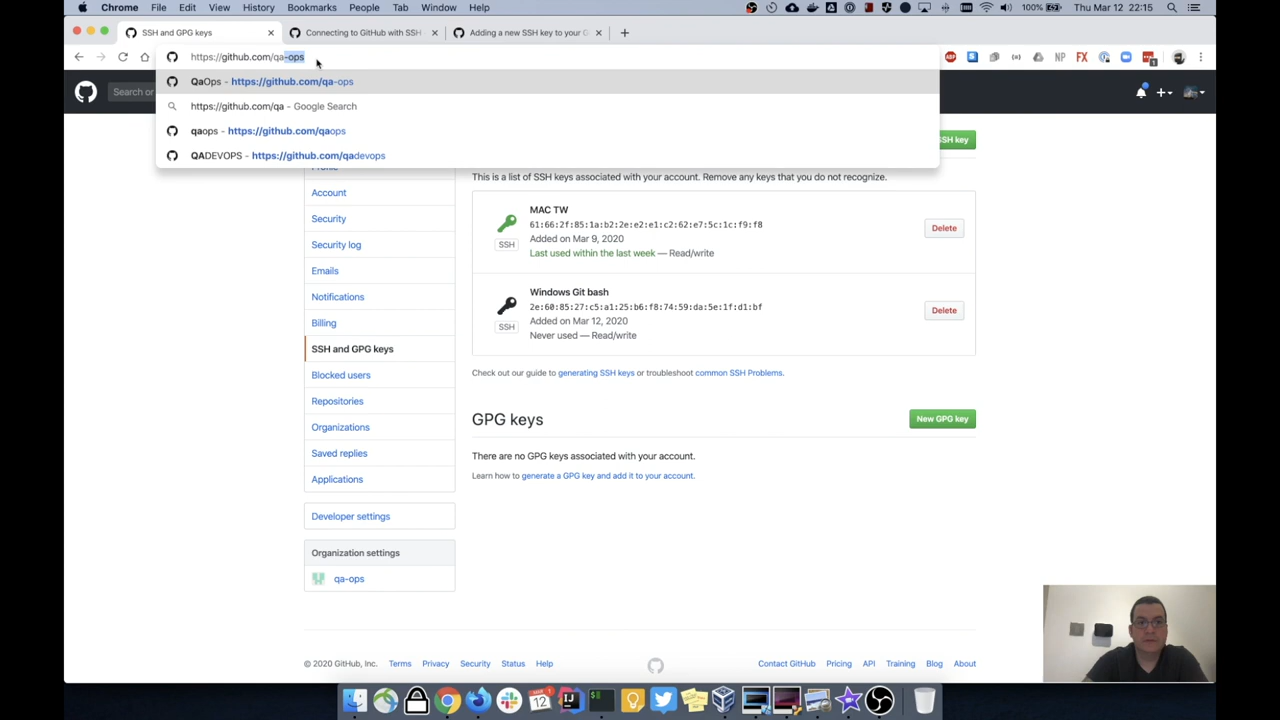 Chrome File Edit View History Bookmarks People Tab Window Help 100% Thu Mar 12 22:15
SSH and GPG keys
Connecting to GitHub with SSH
Adding a new SSH key to your G
https://github.com/qa-ops
NP FX 1
QaOps - https://github.com/qa-ops
https://github.com/qa - Google Search
qaops - https://github.com/qaops
QADEVOPS - https://github.com/qadevops
Search or
SSH key
Profile
Account
Security
Security log
Emails
Notifications
Billing
SSH and GPG keys
Blocked users
Repositories
Organizations
Saved replies
Applications
Developer settings
Organization settings
qa-ops
This is a list of SSH keys associated with your account. Remove any keys that you do not recognize.
MAC TW
61:66:2f:85:1a:b2:2e:e2:e1:c2:62:e7:5c:1c:f9:f8
Added on Mar 9, 2020
Last used within the last week — Read/write
SSH
Delete
Windows Git bash
2e:60:85:27:c5:a1:25:b6:f8:74:59:da:5e:1f:d1:bf
Added on Mar 12, 2020
Never used — Read/write
SSH
Delete
Check out our guide to generating SSH keys or troubleshoot common SSH Problems.
GPG keys
New GPG key
There are no GPG keys associated with your account.
Learn how to generate a GPG key and add it to your account.
© 2020 GitHub, Inc. Terms Privacy Security Status Help
Contact GitHub Pricing API Training Blog About
12